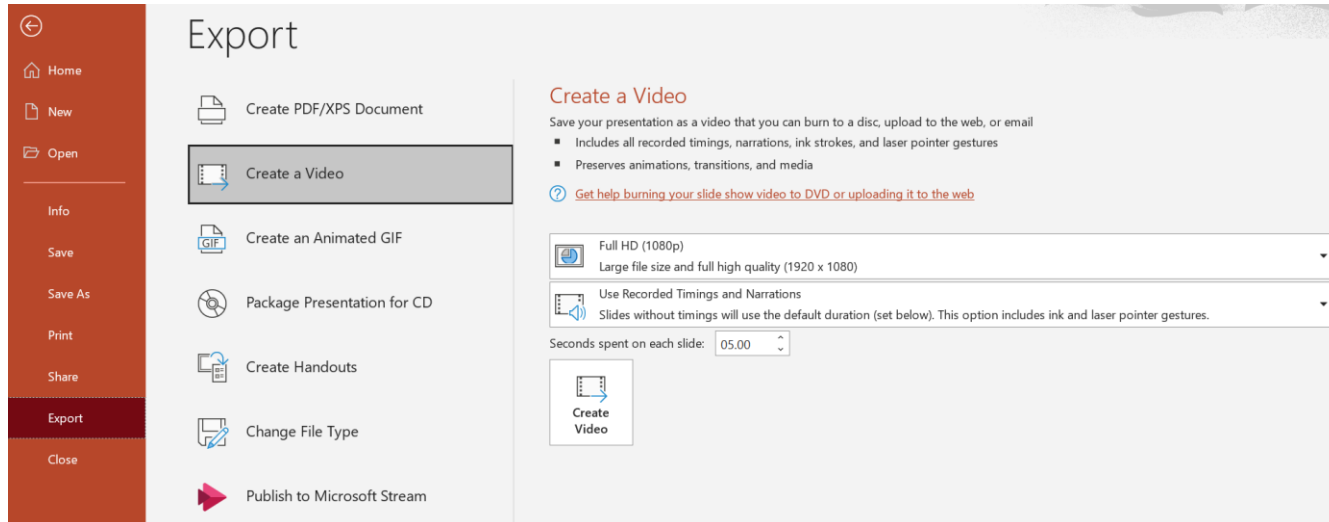 Export
Home
New
Open
Info
Save
Save As
Print
Share
Export
Close
Create PDF/XPS Document
Create a Video
GIF
Create an Animated GIF
Package Presentation for CD
Create Handouts
Change File Type
Publish to Microsoft Stream
Create a Video
Save your presentation as a video that you can burn to a disc, upload to the web, or email
■ Includes all recorded timings, narrations, ink strokes, and laser pointer gestures
■ Preserves animations, transitions, and media
? Get help burning your slide show video to DVD or uploading it to the web
Full HD (1080p)
Large file size and full high quality (1920 x 1080)
Use Recorded Timings and Narrations
Slides without timings will use the default duration (set below). This option includes ink and laser pointer gestures.
Seconds spent on each slide: 05.00
Create
Video